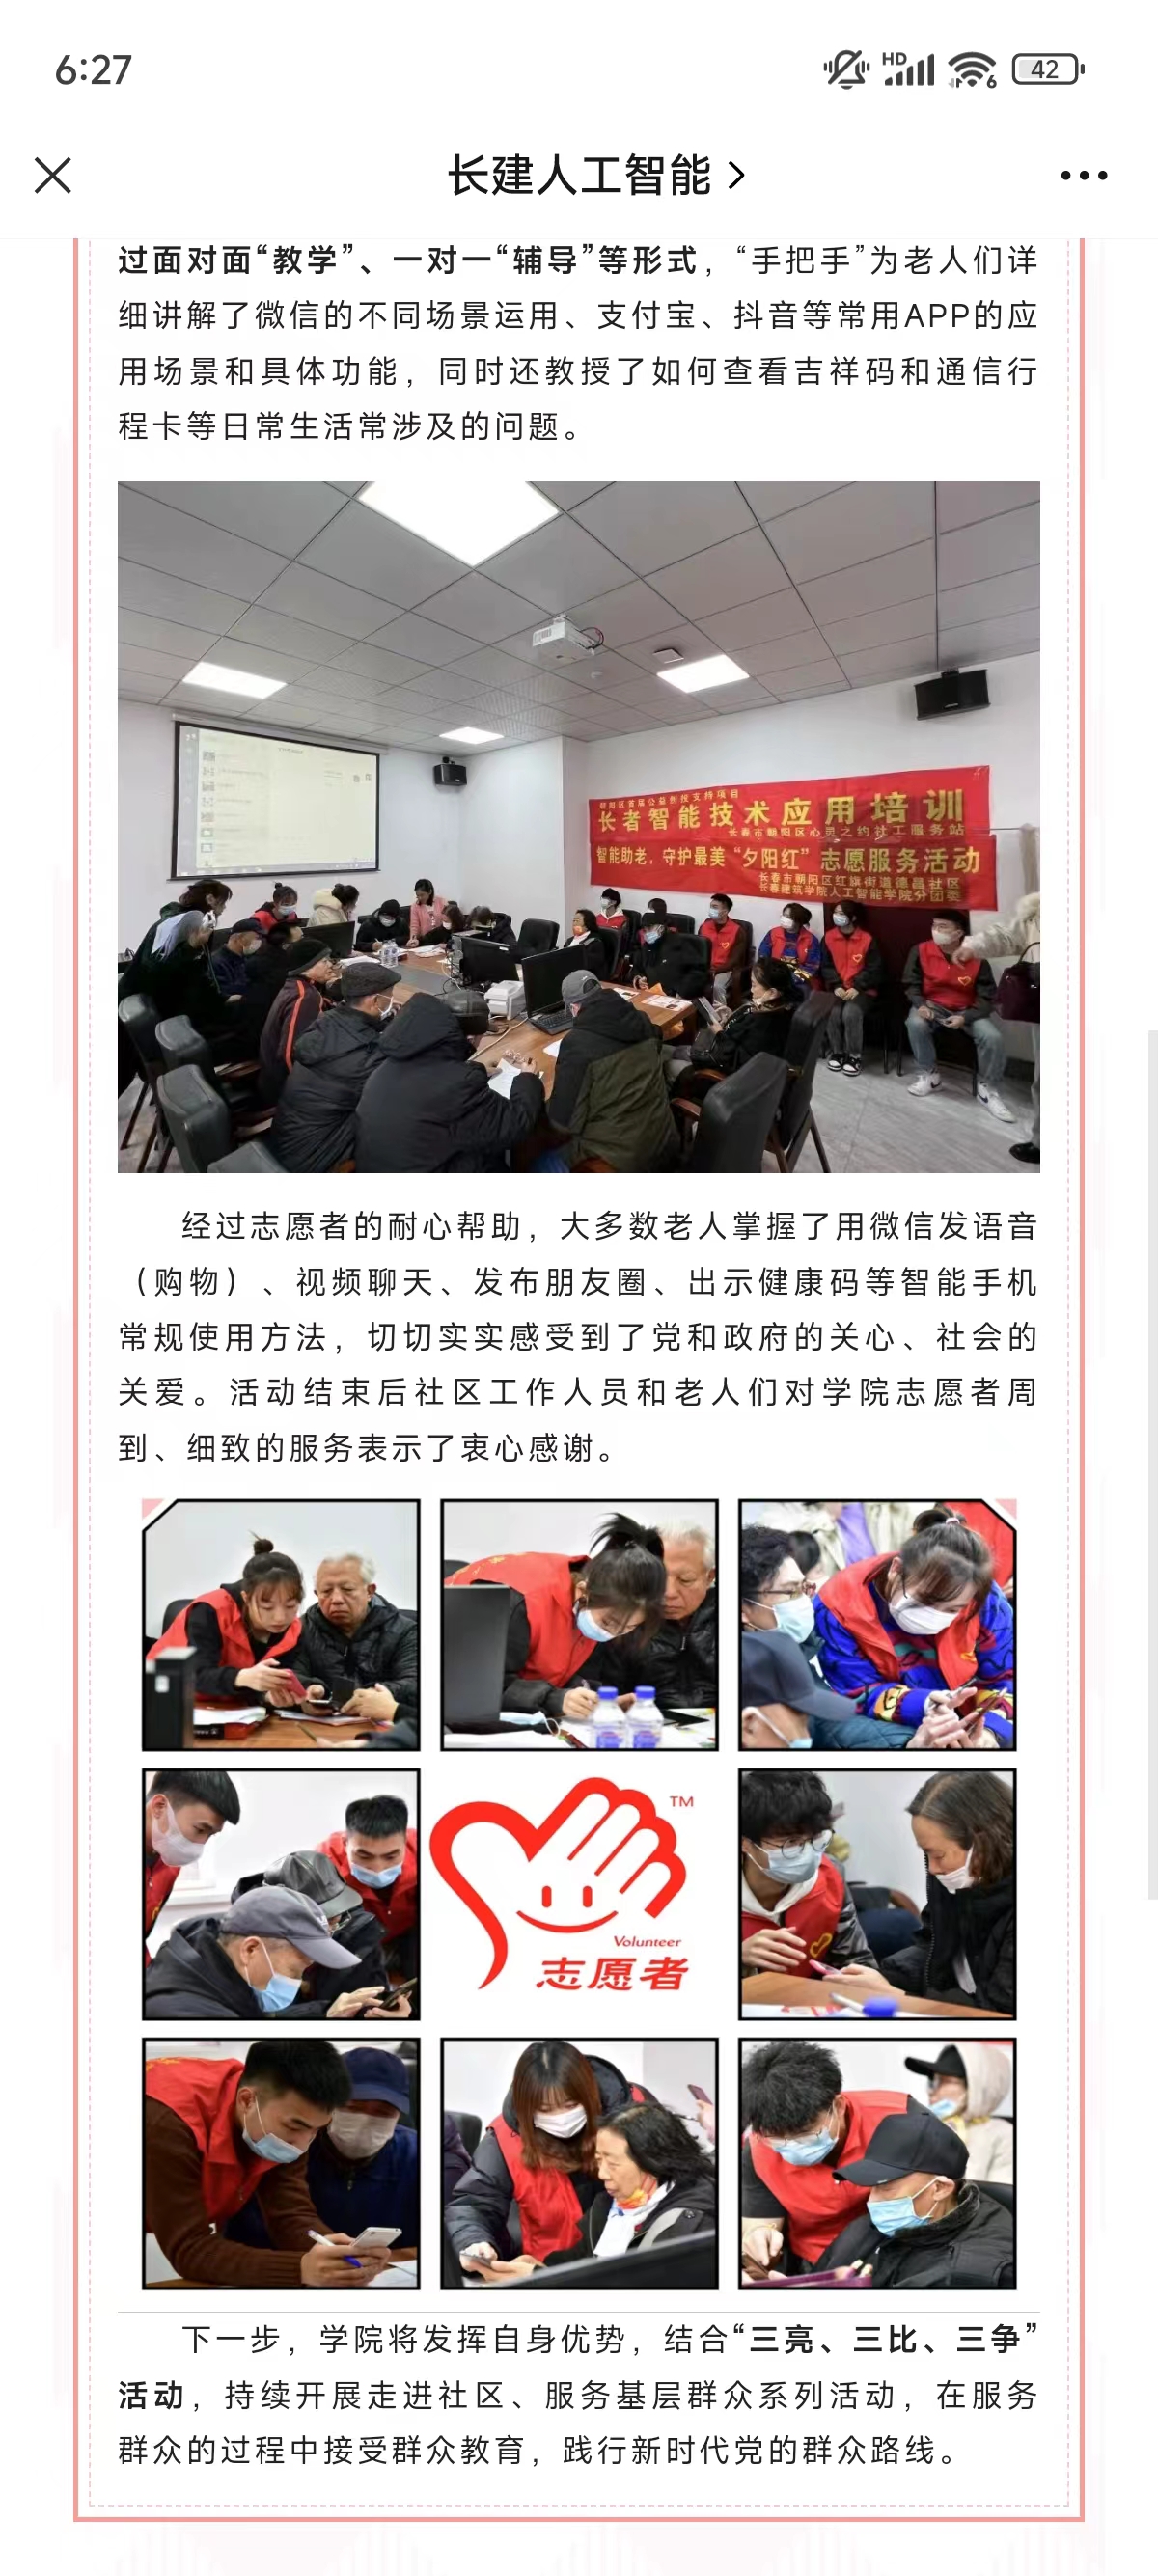 6:27
HD
6
42
长建人工智能
过面对面“教学”、一对一“辅导”等形式，“手把手”为老人们详
细讲解了微信的不同场景运用、支付宝、抖音等常用APP的应
用场景和具体功能，同时还教授了如何查看吉祥码和通信行
程卡等日常生活常涉及的问题。
朝阳区首届公益创投支持项目
长者智能技术应用培训
长春市朝阳区心灵之约社工服务站
智能助老，守护最美“夕阳红”志愿服务活动
长春市朝阳区红旗街道德昌社区
长春建筑学院人工智能学院分团委
经过志愿者的耐心帮助，大多数老人掌握了用微信发语音
（购物）、视频聊天、发布朋友圈、出示健康码等智能手机
常规使用方法，切切实实感受到了党和政府的关心、社会的
关爱。活动结束后社区工作人员和老人们对学院志愿者周
到、细致的服务表示了衷心感谢。
TM
Volunteer
志愿者
下一步，学院将发挥自身优势，结合“三亮、三比、三争”
活动，持续开展走进社区、服务基层群众系列活动，在服务
群众的过程中接受群众教育，践行新时代党的群众路线。